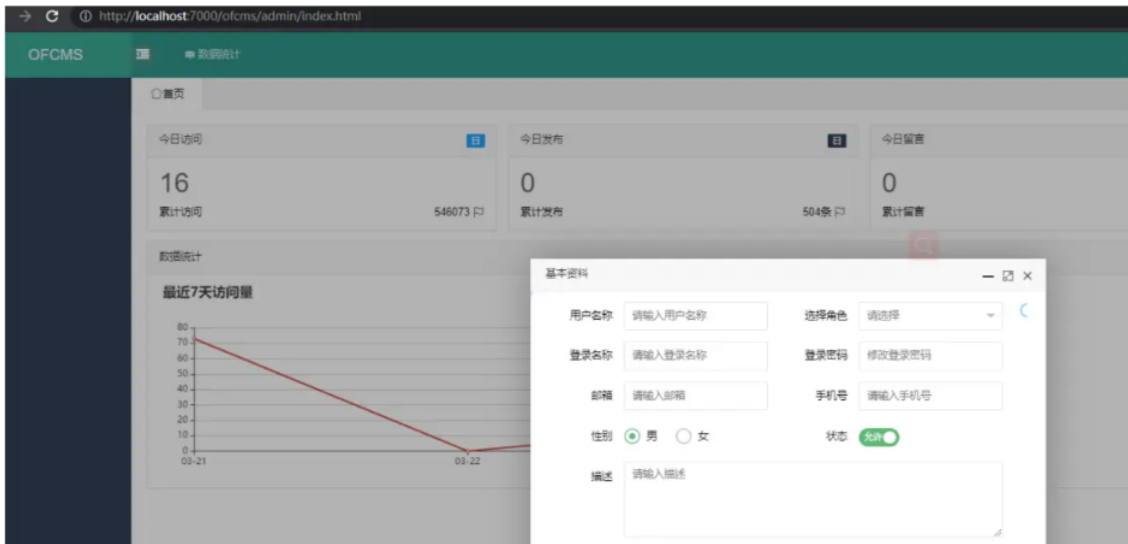 http://localhost:7000/ofcms/admin/index.html
OFCMS
数据统计
首页
今日访问 日
今日发布 日
今日留言
16
0
0
累计访问 546073
累计发布 504条
累计留言
数据统计
最近7天访问量
80
70
60
50
40
30
20
10
0
03-21 03-22
基本资料
用户名称 请输入用户名称 选择角色 请选择
登录名称 请输入登录名称 登录密码 修改登录密码
邮箱 请输入邮箱 手机号 请输入手机号
性别 男 女 状态 允许
描述 请输入描述